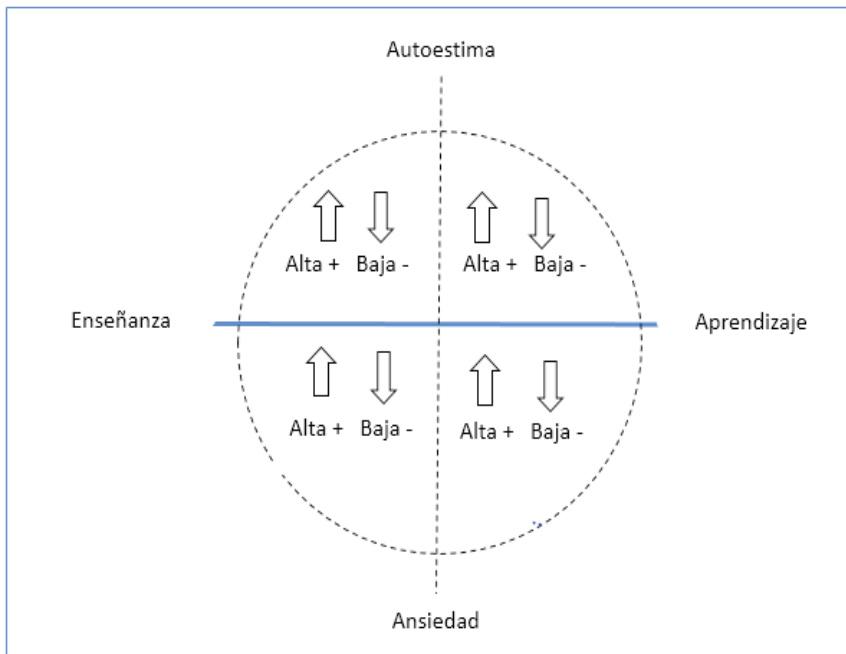 Autoestima
Alta + Baja - Alta + Baja -
Enseñanza Aprendizaje
Alta + Baja - Alta + Baja -
Ansiedad